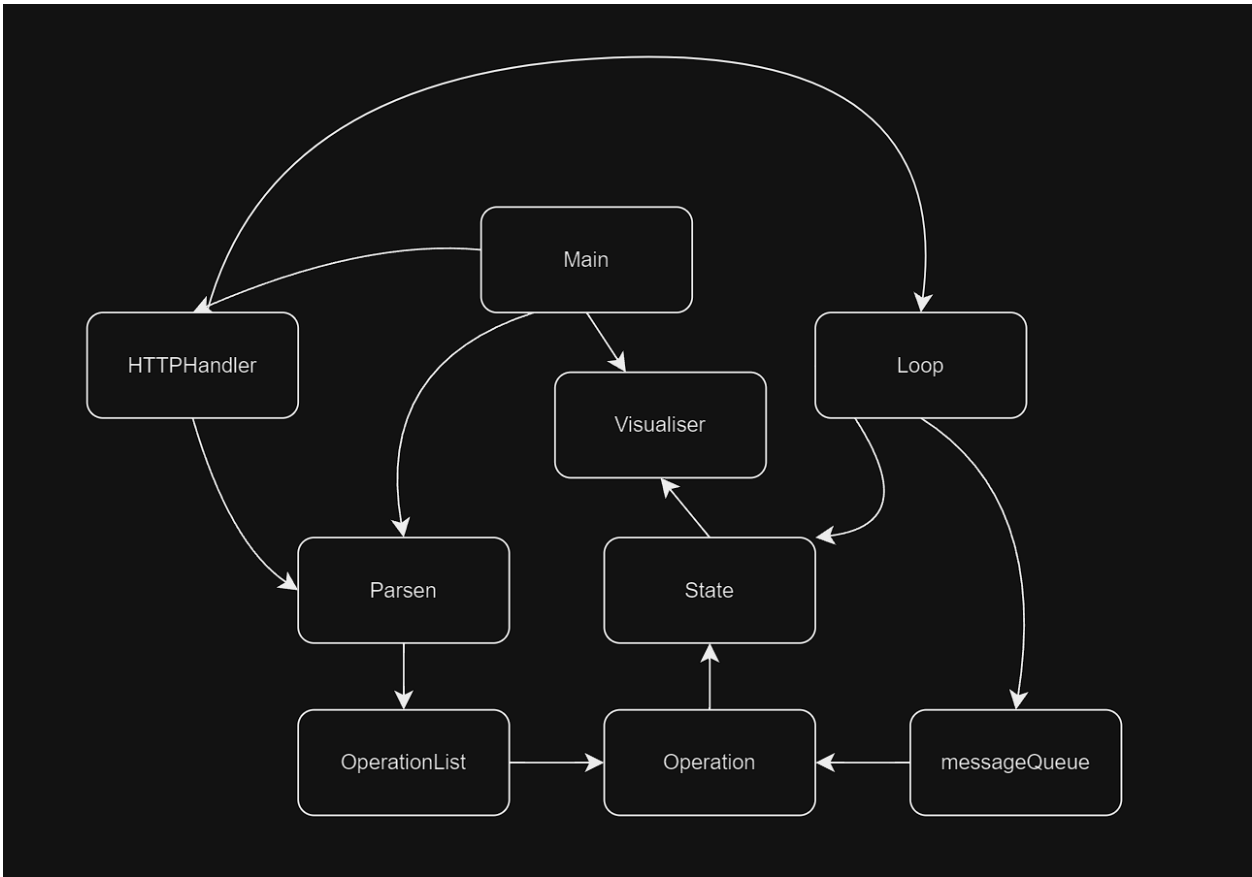 Main
HTTPHandler
Loop
Visualiser
Parsen
State
OperationList
Operation
messageQueue